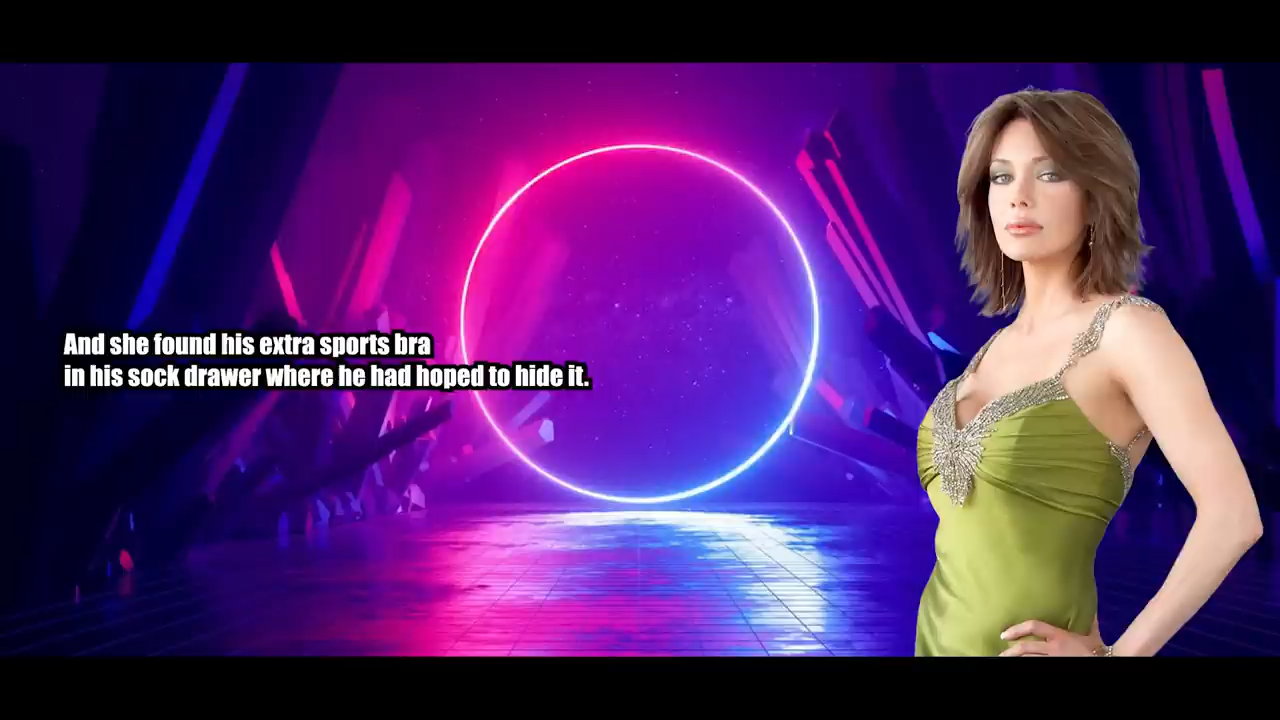 And she found his extra sports bra
in his sock drawer where he had hoped to hide it.